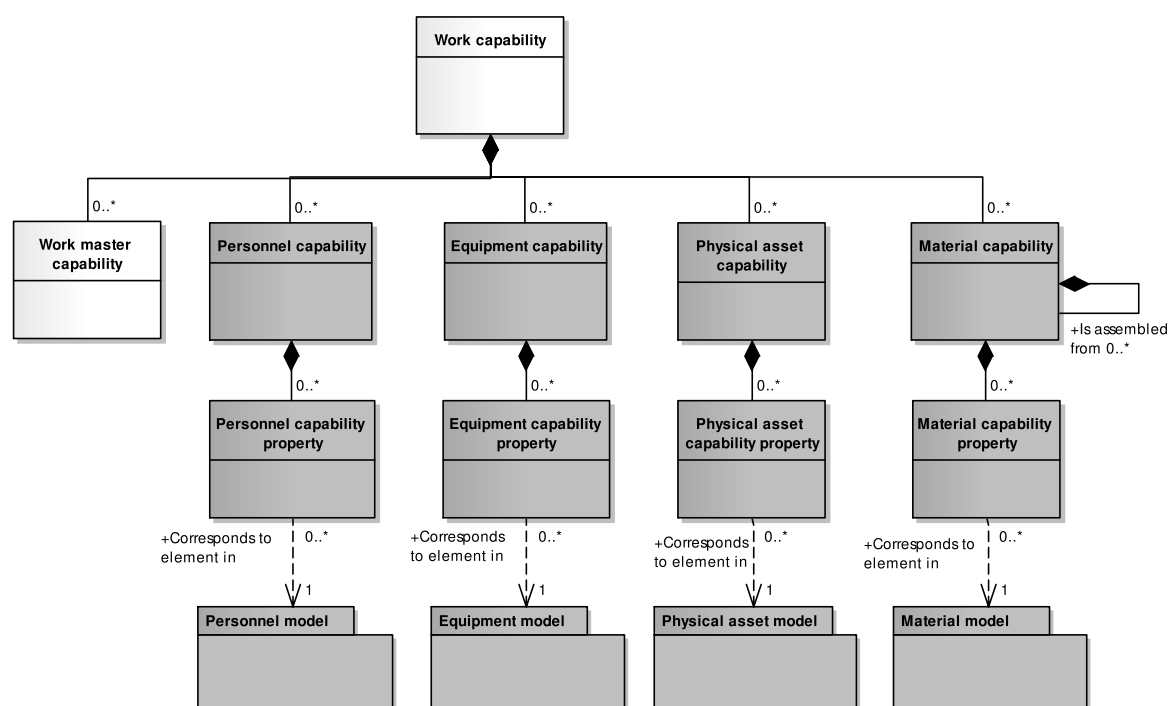 Work capability
0..*
0..*
0..*
0..*
0..*
Work master
capability
Personnel capability
Equipment capability
Physical asset
capability
Material capability
+Is assembled
from 0..*
0..*
0..*
0..*
0..*
Personnel capability
property
Equipment capability
property
Physical asset
capability property
Material capability
property
+Corresponds to
element in
0..*
+Corresponds
to element in
0..*
+Corresponds
to element in
0..*
+Corresponds to
element in
0..*
1
1
1
1
Personnel model
Equipment model
Physical asset model
Material model